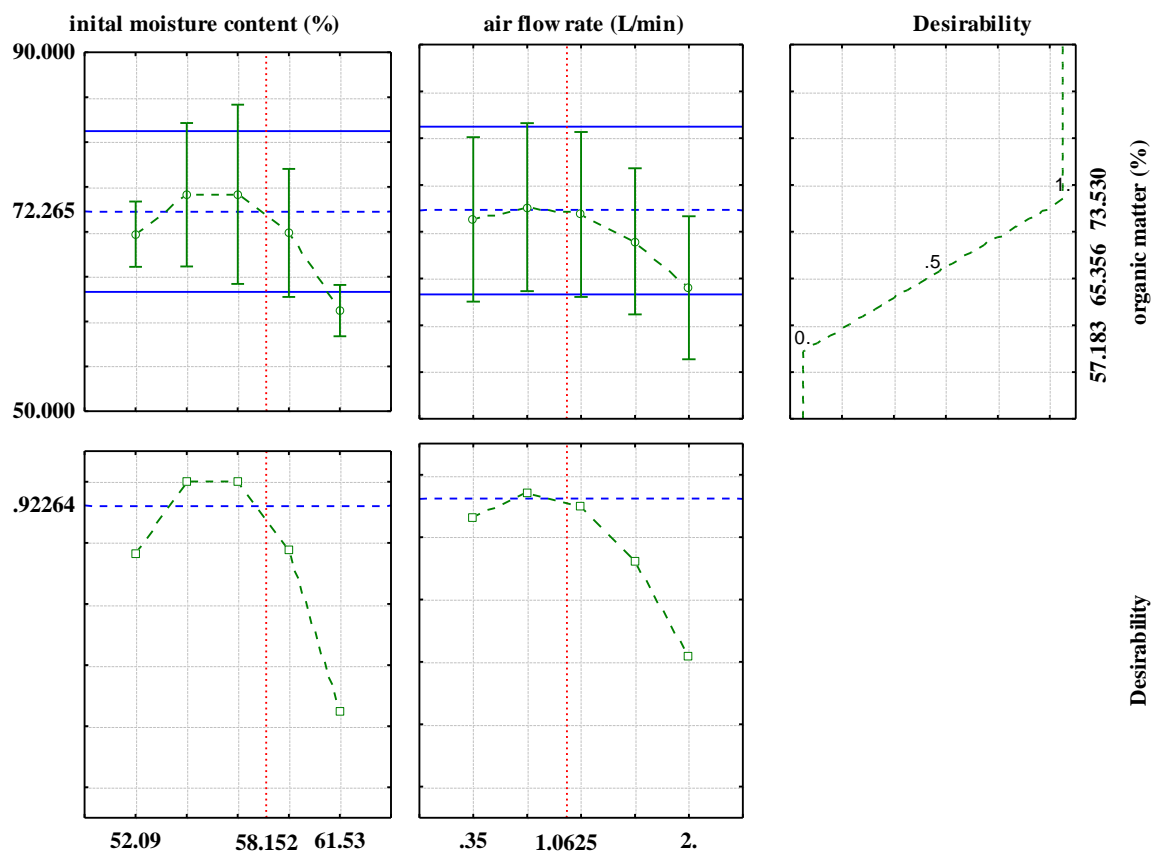 inital moisture content (%)
air flow rate (L/min)
Desirability
90.000
72.265
50.000
1.
.5
0.
57.183 65.356 73.530
organic matter (%)
.92264
Desirability
52.09 58.152 61.53
.35 1.0625 2.